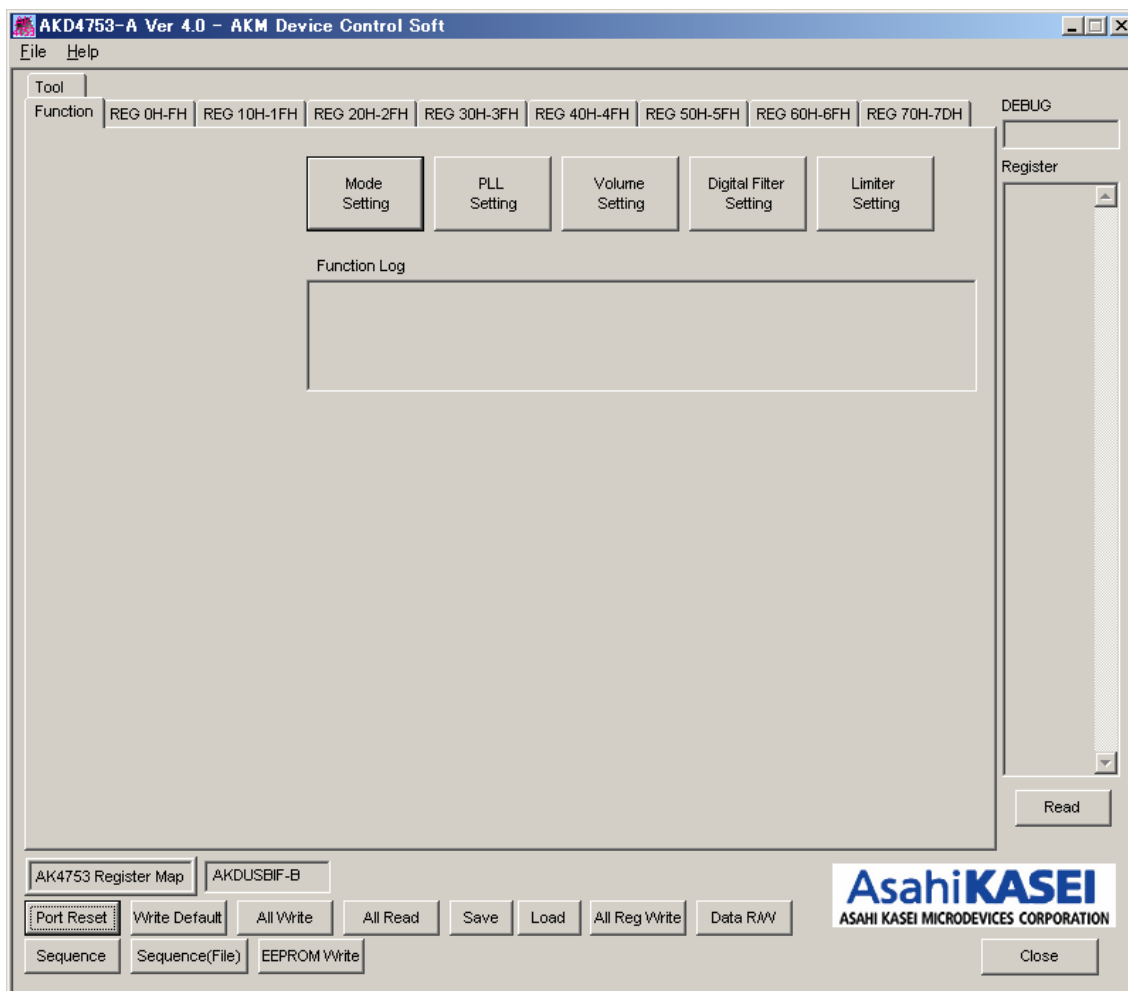 AKD4753-A Ver 4.0 - AKM Device Control Soft
File Help
Tool
Function REG 0H-FH REG 10H-1FH REG 20H-2FH REG 30H-3FH REG 40H-4FH REG 50H-5FH REG 60H-6FH REG 70H-7DH
DEBUG
Register
Mode
Setting
PLL
Setting
Volume
Setting
Digital Filter
Setting
Limiter
Setting
Function Log
Read
AK4753 Register Map AKDUSBIF-B
AsahiKASEI
ASAHI KASEI MICRODEVICES CORPORATION
Port Reset Write Default All Write All Read Save Load All Reg Write Data R/W
Sequence Sequence(File) EEPROM Write Close